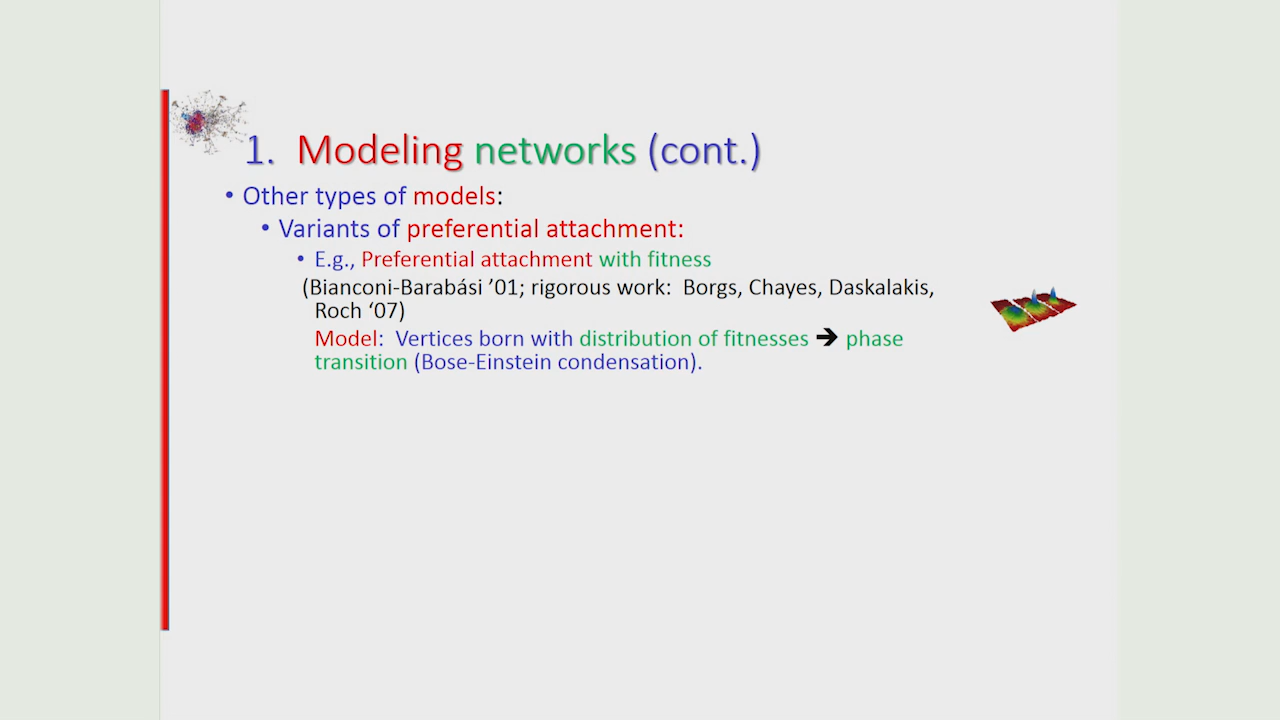 1. Modeling networks (cont.)
• Other types of models:
• Variants of preferential attachment:
• E.g., Preferential attachment with fitness
(Bianconi-Barabási ’01; rigorous work: Borgs, Chayes, Daskalakis,
Roch ‘07)
Model: Vertices born with distribution of fitnesses ➔ phase
transition (Bose-Einstein condensation).